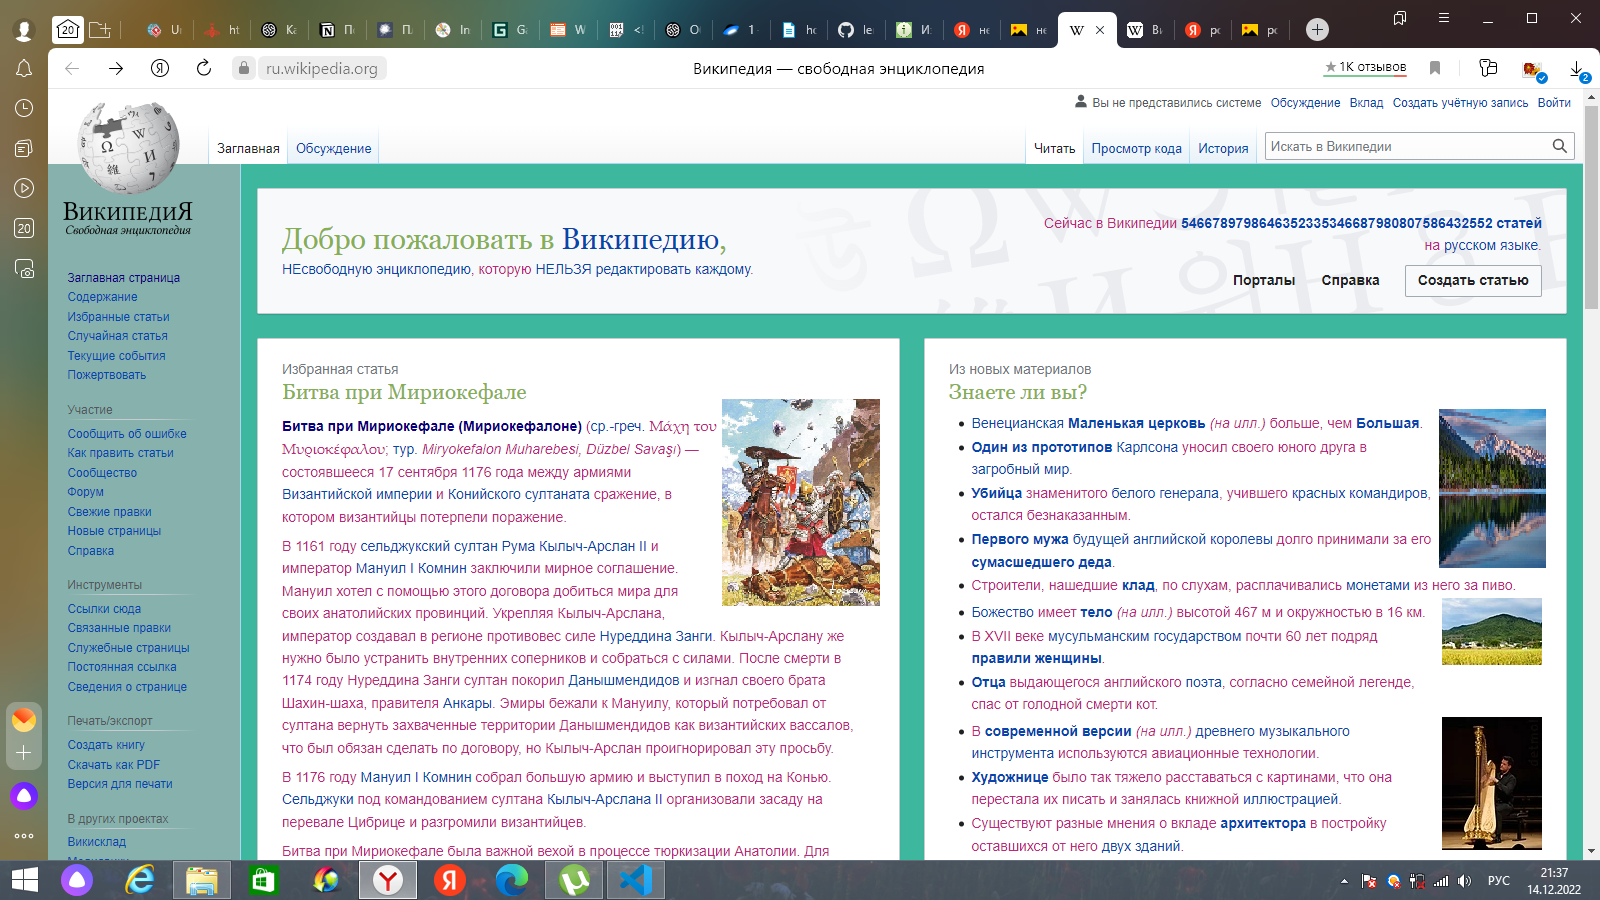 20
U
ht
Ka
По
П
In
Ga
W
<!
Ol
1
ho
le
И
не
не
Ви
ро
ро
ru.wikipedia.org
Википедия — свободная энциклопедия
1K отзывов
2
20
Вы не представились системе
Обсуждение
Вклад
Создать учётную запись
Войти
ВикипедиЯ
Свободная энциклопедия
Заглавная
Обсуждение
Читать
Просмотр кода
История
Искать в Википедии
Заглавная страница
Содержание
Избранные статьи
Случайная статья
Текущие события
Пожертвовать
Участие
Сообщить об ошибке
Как править статьи
Сообщество
Форум
Свежие правки
Новые страницы
Справка
Инструменты
Ссылки сюда
Связанные правки
Служебные страницы
Постоянная ссылка
Сведения о странице
Печать/экспорт
Создать книгу
Скачать как PDF
Версия для печати
В других проектах
Викисклад
Добро пожаловать в Википедию,
НЕсвободную энциклопедию, которую НЕЛЬЗЯ редактировать каждому.
Сейчас в Википедии 5466789798646352335346687980807586432552 статей
на русском языке.
Порталы
Справка
Создать статью
Избранная статья
Битва при Мириокефале
Битва при Мириокефале (Мириокефалоне) (ср.-греч. Μάχη του
Μυριοκέφαλου; тур. Miryokefalon Muharebesi, Düzbel Savaşı) —
состоявшееся 17 сентября 1176 года между армиями
Византийской империи и Конийского султаната сражение, в
котором византийцы потерпели поражение.
В 1161 году сельджукский султан Рума Кылыч-Арслан II и
император Мануил I Комнин заключили мирное соглашение.
Мануил хотел с помощью этого договора добиться мира для
своих анатолийских провинций. Укрепляя Кылыч-Арслана,
император создавал в регионе противовес силе Нуреддина Занги. Кылыч-Арслану же
нужно было устранить внутренних соперников и собраться с силами. После смерти в
1174 году Нуреддина Занги султан покорил Данышмендидов и изгнал своего брата
Шахин-шаха, правителя Анкары. Эмиры бежали к Мануилу, который потребовал от
султана вернуть захваченные территории Данышмендидов как византийских вассалов,
что был обязан сделать по договору, но Кылыч-Арслан проигнорировал эту просьбу.
В 1176 году Мануил I Комнин собрал большую армию и выступил в поход на Конью.
Сельджуки под командованием султана Кылыч-Арслана II организовали засаду на
перевале Цибрице и разгромили византийцев.
Битва при Мириокефале была важной вехой в процессе тюркизации Анатолии. Для
Из новых материалов
Знаете ли вы?
Венецианская Маленькая церковь (на илл.) больше, чем Большая.
Один из прототипов Карлсона уносил своего юного друга в
загробный мир.
Убийца знаменитого белого генерала, учившего красных командиров,
остался безнаказанным.
Первого мужа будущей английской королевы долго принимали за его
сумасшедшего деда.
Строители, нашедшие клад, по слухам, расплачивались монетами из него за пиво.
Божество имеет тело (на илл.) высотой 467 м и окружностью в 16 км.
В XVII веке мусульманским государством почти 60 лет подряд
правили женщины.
Отца выдающегося английского поэта, согласно семейной легенде,
спас от голодной смерти кот.
В современной версии (на илл.) древнего музыкального
инструмента используются авиационные технологии.
Художнице было так тяжело расставаться с картинами, что она
перестала их писать и занялась книжной иллюстрацией.
Существуют разные мнения о вкладе архитектора в постройку
оставшихся от него двух зданий.
РУС
21:37
14.12.2022